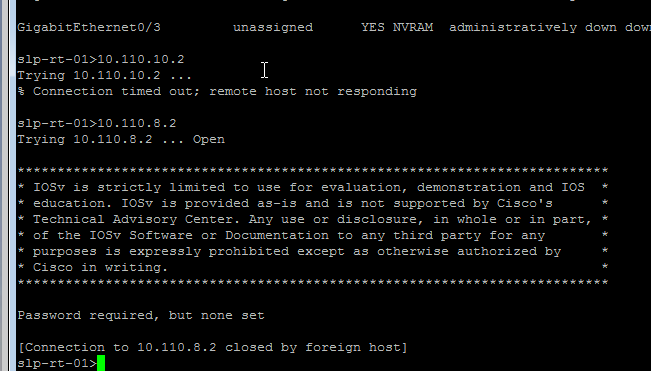 GigabitEthernet0/3         unassigned      YES NVRAM  administratively down down
slp-rt-01>10.110.10.2
Trying 10.110.10.2 ...
% Connection timed out; remote host not responding
slp-rt-01>10.110.8.2
Trying 10.110.8.2 ... Open
**************************************************************************
* IOSv is strictly limited to use for evaluation, demonstration and IOS  *
* education. IOSv is provided as-is and is not supported by Cisco's      *
* Technical Advisory Center. Any use or disclosure, in whole or in part, *
* of the IOSv Software or Documentation to any third party for any       *
* purposes is expressly prohibited except as otherwise authorized by     *
* Cisco in writing.                                                      *
**************************************************************************
Password required, but none set
[Connection to 10.110.8.2 closed by foreign host]
slp-rt-01>